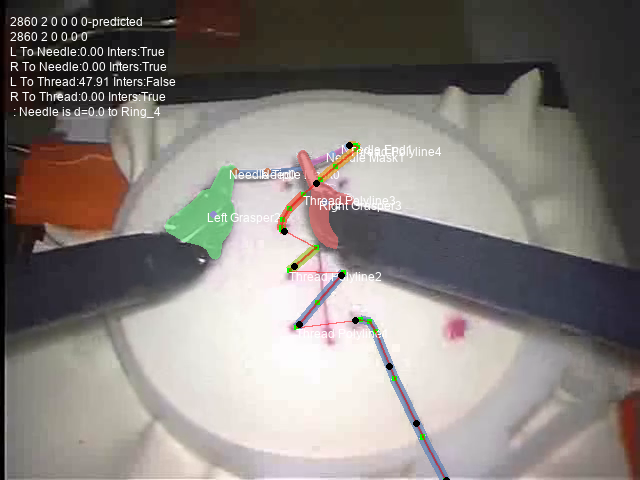 2860 2 0 0 0 0-predicted
2860 2 0 0 0 0
L To Needle:0.00 Inters:True
R To Needle:0.00 Inters:True
L To Thread:47.91 Inters:False
R To Thread:0.00 Inters:True
: Needle is d=0.0 to Ring_4
Thread Polyline4
Needle Mask1
Thread Polyline3
Right Grasper3
Left Grasper2
Thread Polyline2